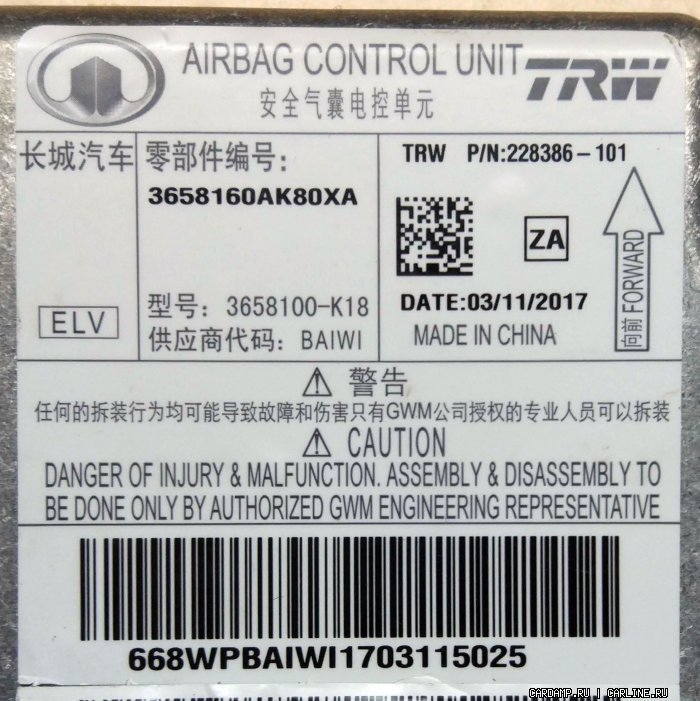 AIRBAG CONTROL UNIT
TRW
安全气囊电控单元
长城汽车
零部件编号:
3658160AK80XA
TRW P/N:228386-101
ZA
向前 FORWARD
ELV
型号: 3658100-K18
供应商代码: BAIWI
DATE:03/11/2017
MADE IN CHINA
警告
任何的拆装行为均可能导致故障和伤害只有GWM公司授权的专业人员可以拆装
CAUTION
DANGER OF INJURY & MALFUNCTION. ASSEMBLY & DISASSEMBLY TO
BE DONE ONLY BY AUTHORIZED GWM ENGINEERING REPRESENTATIVE
668WPBAIWI1703115025
CARDAMP.RU | CARLINE.RU